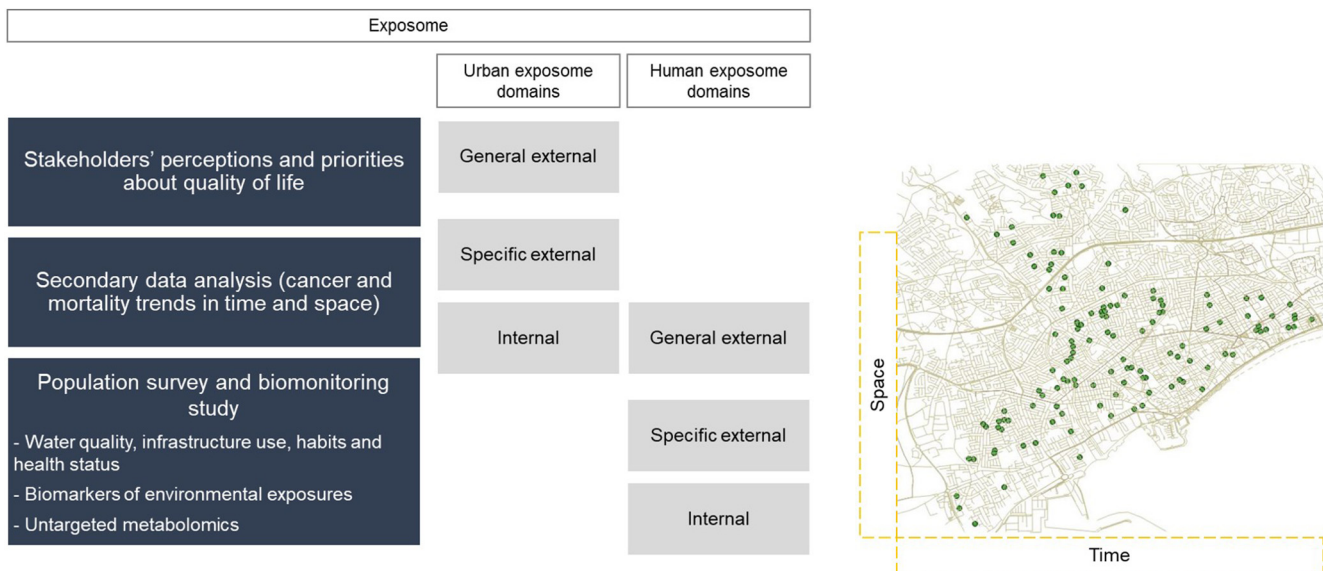 Exposome
Urban exposome
domains
Human exposome
domains
Stakeholders’ perceptions and priorities
about quality of life
General external
Secondary data analysis (cancer and
mortality trends in time and space)
Specific external
Internal
General external
Population survey and biomonitoring
study
- Water quality, infrastructure use, habits and
health status
- Biomarkers of environmental exposures
- Untargeted metabolomics
Specific external
Internal
Space
Time